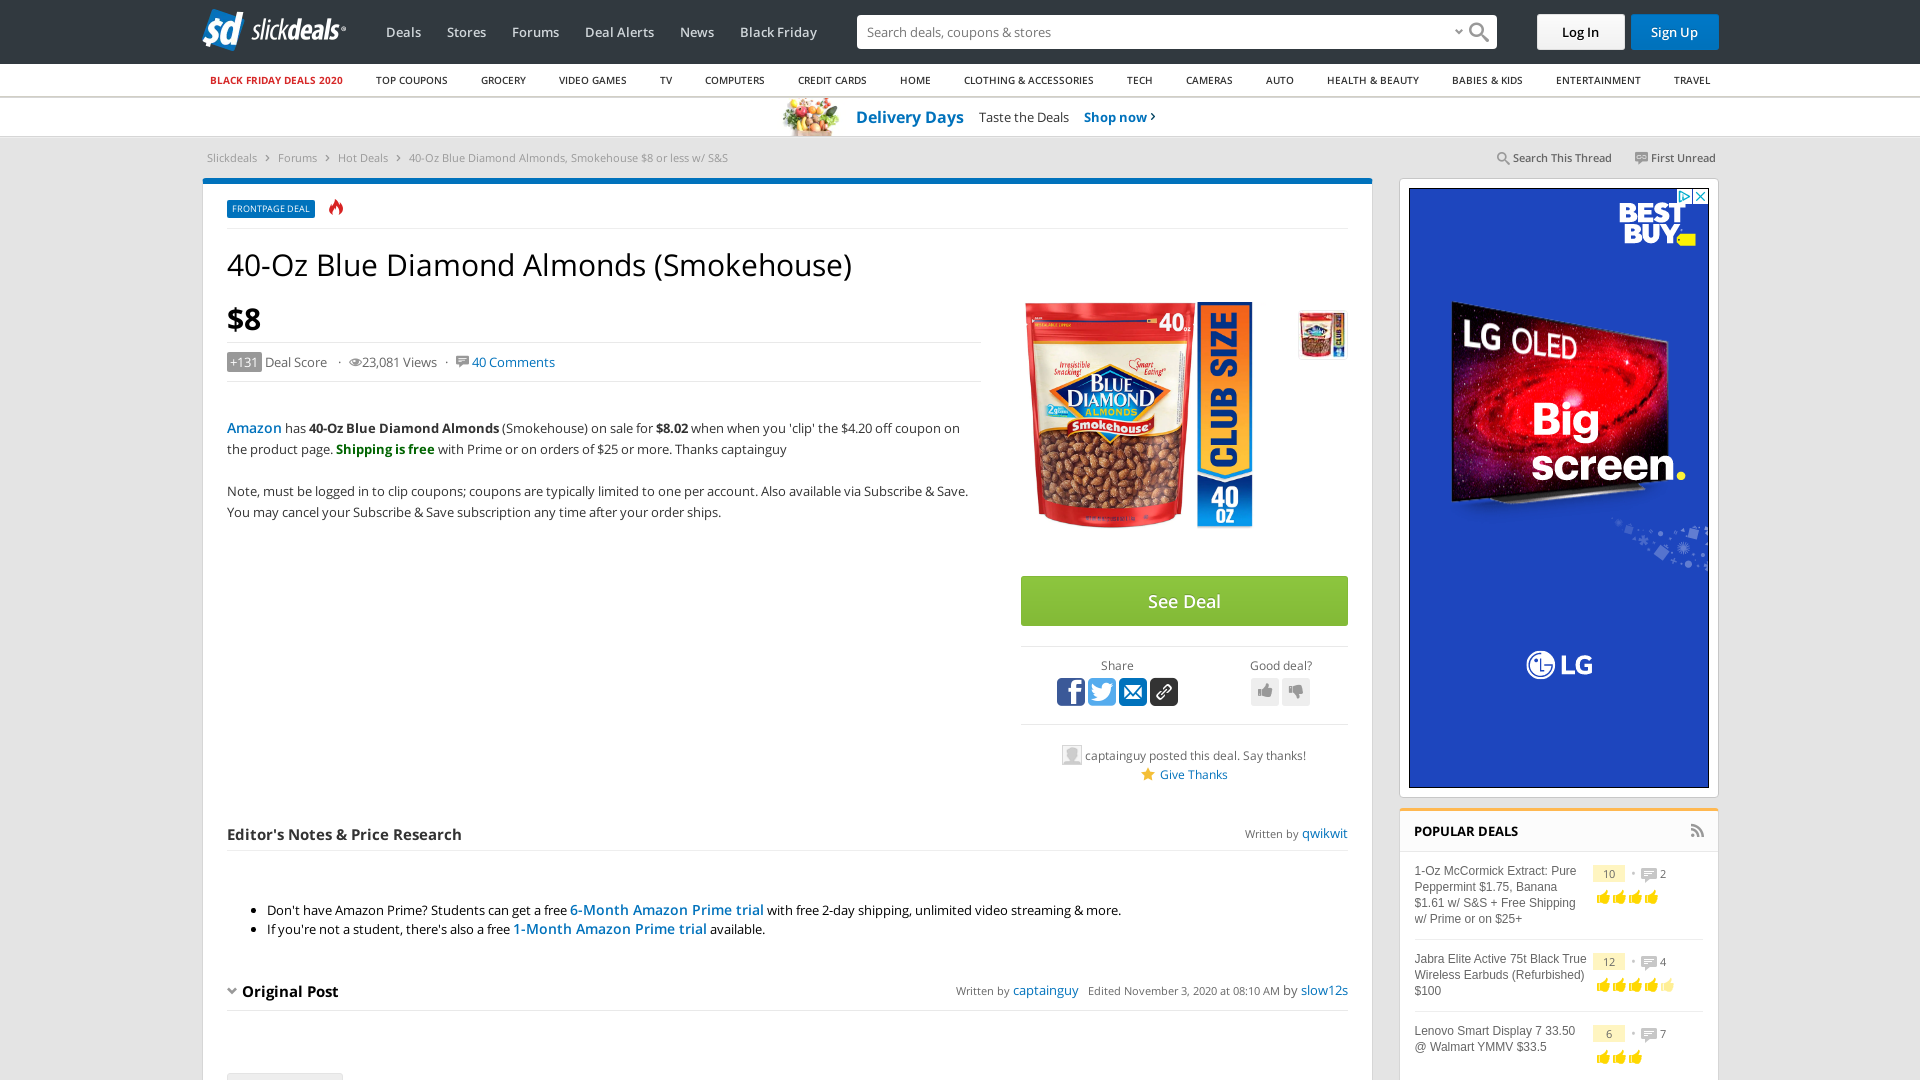 sd slickdeals
Deals
Stores
Forums
Deal Alerts
News
Black Friday
Search deals, coupons & stores
Log In
Sign Up
BLACK FRIDAY DEALS 2020
TOP COUPONS
GROCERY
VIDEO GAMES
TV
COMPUTERS
CREDIT CARDS
HOME
CLOTHING & ACCESSORIES
TECH
CAMERAS
AUTO
HEALTH & BEAUTY
BABIES & KIDS
ENTERTAINMENT
TRAVEL
Delivery Days Taste the Deals Shop now ›
Slickdeals › Forums › Hot Deals › 40-Oz Blue Diamond Almonds, Smokehouse $8 or less w/ S&S
Search This Thread
First Unread
FRONTPAGE DEAL
40-Oz Blue Diamond Almonds (Smokehouse)
$8
+131 Deal Score · 23,081 Views · 40 Comments
Amazon has 40-Oz Blue Diamond Almonds (Smokehouse) on sale for $8.02 when when you 'clip' the $4.20 off coupon on
the product page. Shipping is free with Prime or on orders of $25 or more. Thanks captainguy
Note, must be logged in to clip coupons; coupons are typically limited to one per account. Also available via Subscribe & Save.
You may cancel your Subscribe & Save subscription any time after your order ships.
40 oz
Irresistible
Snacking!
Smart
Eating!
BLUE
DIAMOND
ALMONDS
Smokehouse
CLUB SIZE
40
OZ
See Deal
Share
Good deal?
captainguy posted this deal. Say thanks!
Give Thanks
Editor's Notes & Price Research
Written by qwikwit
• Don't have Amazon Prime? Students can get a free 6-Month Amazon Prime trial with free 2-day shipping, unlimited video streaming & more.
• If you're not a student, there's also a free 1-Month Amazon Prime trial available.
Original Post
Written by captainguy Edited November 3, 2020 at 08:10 AM by slow12s
BEST
BUY
LG OLED
Big
screen.
LG
POPULAR DEALS
1-Oz McCormick Extract: Pure
Peppermint $1.75, Banana
$1.61 w/ S&S + Free Shipping
w/ Prime or on $25+
10 • 2
Jabra Elite Active 75t Black True
Wireless Earbuds (Refurbished)
$100
12 • 4
Lenovo Smart Display 7 33.50
@ Walmart YMMV $33.5
6 • 7